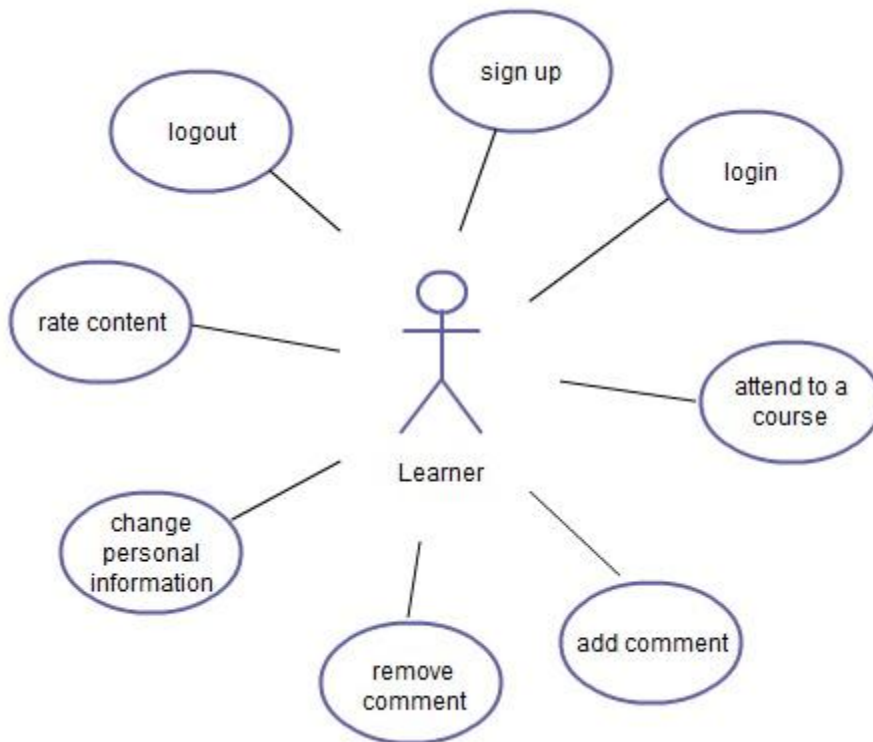 sign up
logout
login
rate content
attend to a
course
Learner
change
personal
information
add comment
remove
comment